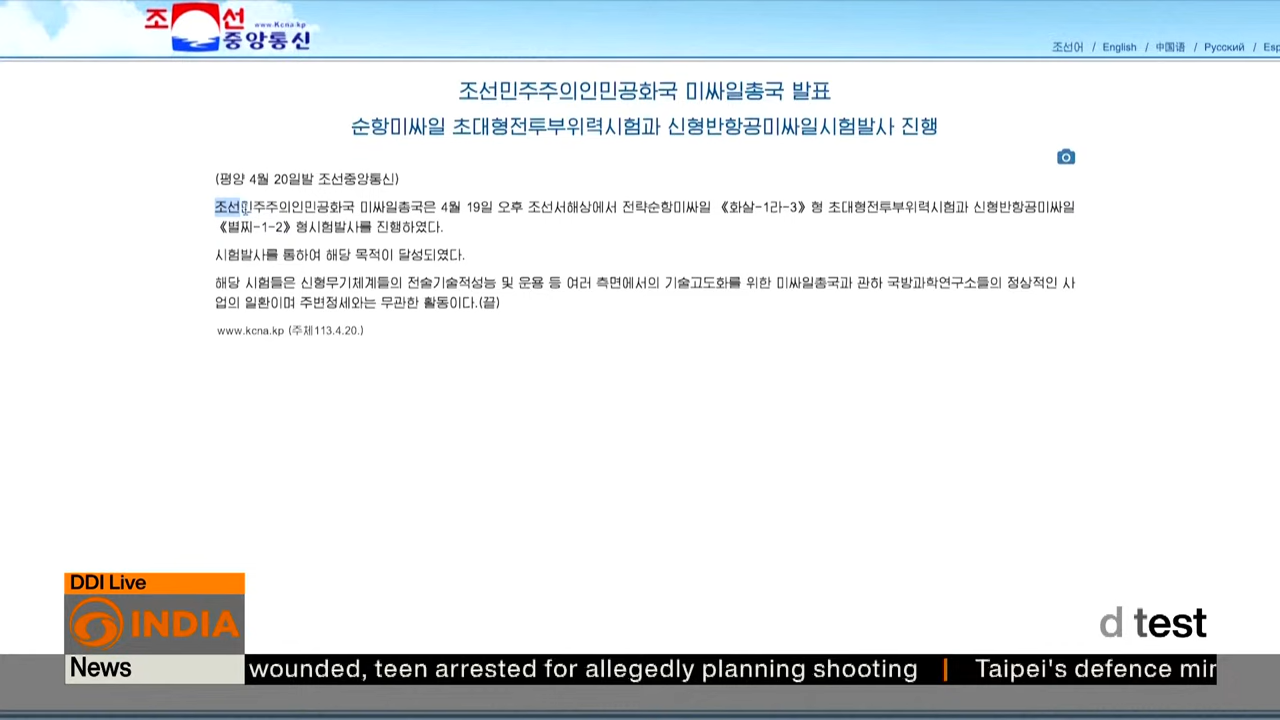 조선
www.Kcna.kp
중앙통신
조선어 / English / 中国语 / Русский / Esp
조선민주주의인민공화국 미싸일총국 발표
순항미싸일 초대형전투부위력시험과 신형반항공미싸일시험발사 진행
(평양 4월 20일발 조선중앙통신)
조선민주주의인민공화국 미싸일총국은 4월 19일 오후 조선서해상에서 전략순항미싸일 《화살-1라-3》형 초대형전투부위력시험과 신형반항공미싸일
《별찌-1-2》형시험발사를 진행하였다.
시험발사를 통하여 해당 목적이 달성되였다.
해당 시험들은 신형무기체계들의 전술기술적성능 및 운용 등 여러 측면에서의 기술고도화를 위한 미싸일총국과 관하 국방과학연구소들의 정상적인 사
업의 일환이며 주변정세와는 무관한 활동이다.(끝)
www.kcna.kp (주체113.4.20.)
DDI Live
INDIA
d test
News
wounded, teen arrested for allegedly planning shooting | Taipei's defence mir